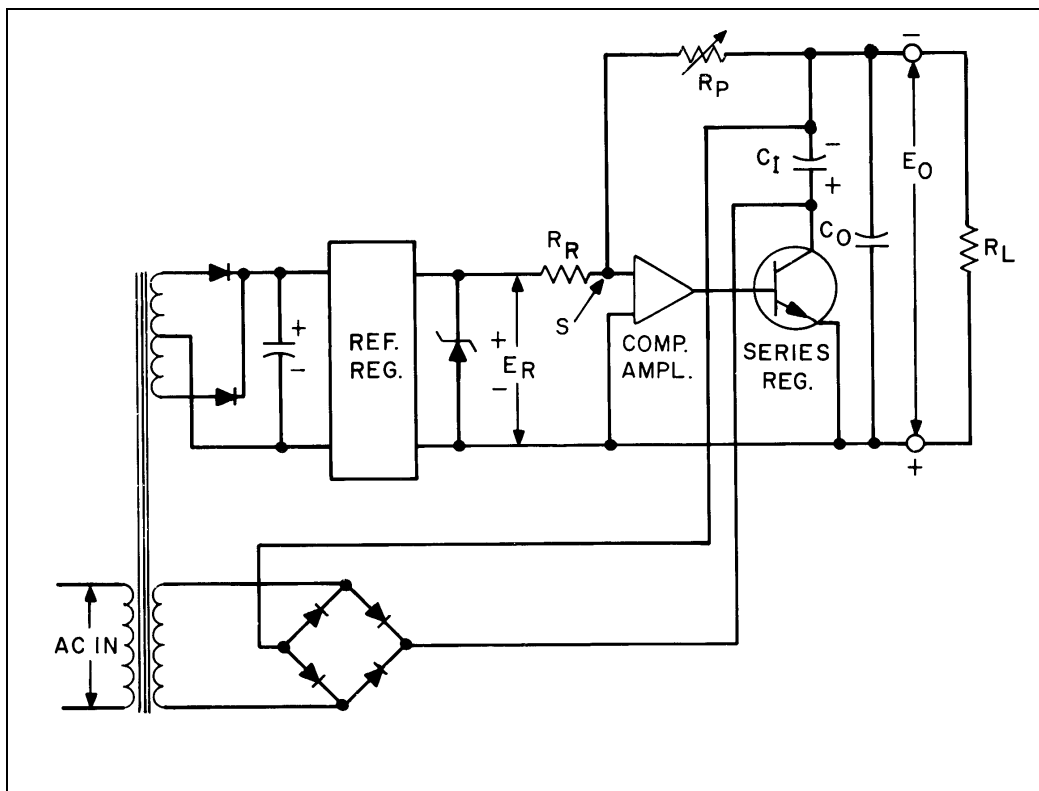 −
R_P
C_I
−
+
E_O
C_O
R_L
R_R
S
+
−
REF.
REG.
+
E_R
−
COMP.
AMPL.
SERIES
REG.
+
AC IN